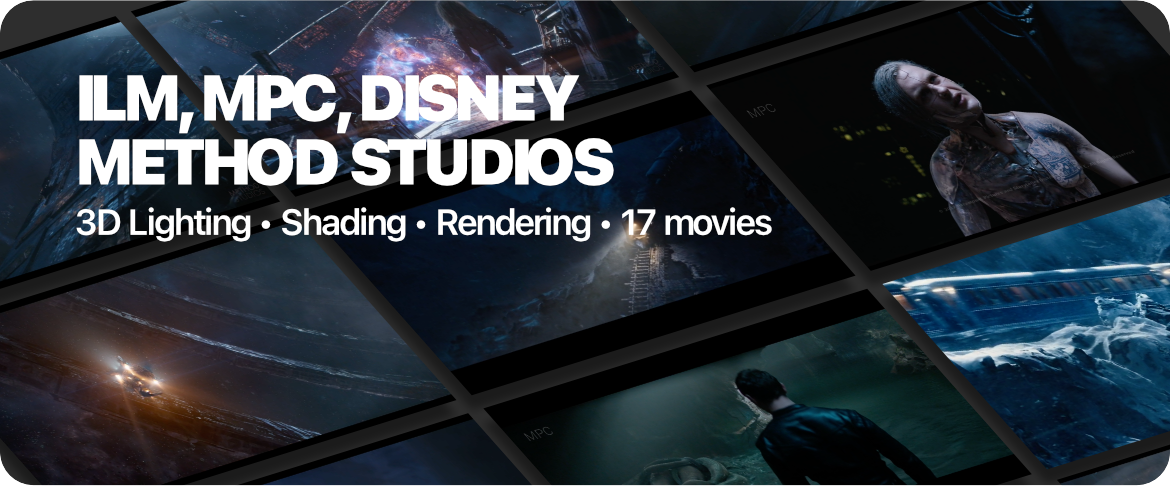 ILM, MPC, DISNEY
METHOD STUDIOS
3D Lighting • Shading • Rendering • 17 movies
MPC
MPC